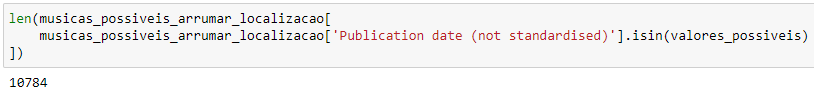 len(musicas_possiveis_arrumar_localizacao[
    musicas_possiveis_arrumar_localizacao['Publication date (not standardised)'].isin(valores_possiveis)
])
10784